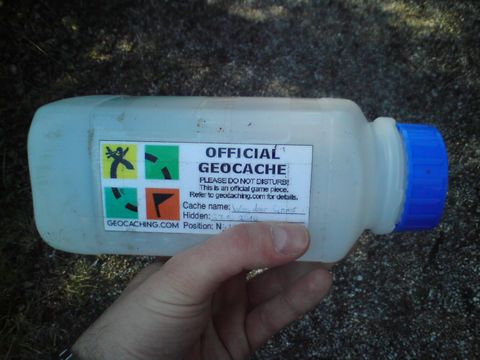 OFFICIAL
GEOCACHE
PLEASE DO NOT DISTURB!
This is an official game piece.
Refer to geocaching.com for details.
Cache name:
Hidden:
Position: N
GEOCACHING.COM